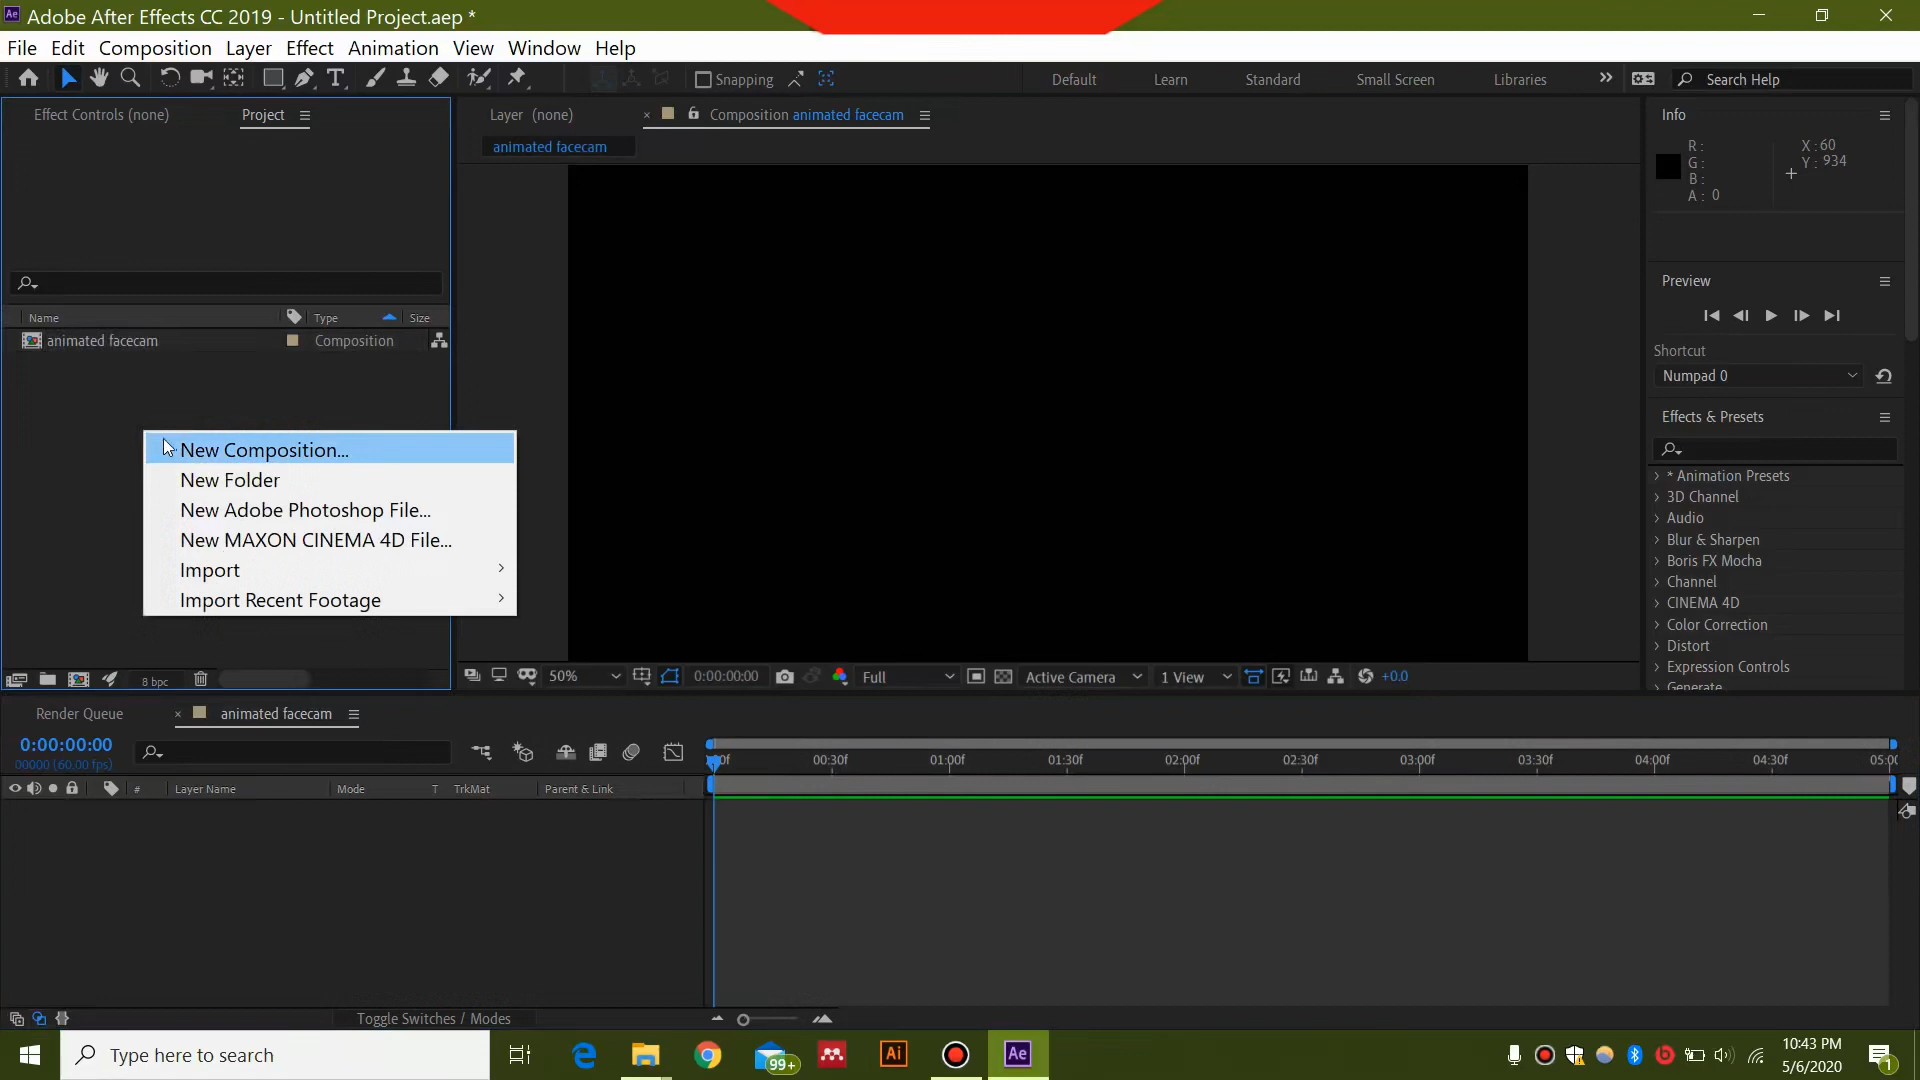 Adobe After Effects CC 2019 - Untitled Project.aep *
File Edit Composition Layer Effect Animation View Window Help
Snapping Default Learn Standard Small Screen Libraries Search Help
Effect Controls (none) Project
Layer (none) Composition animated facecam
animated facecam
Info
R : X : 60
G : Y : 934
B :
A : 0
Preview
Shortcut
Numpad 0
Effects & Presets
* Animation Presets
3D Channel
Audio
Blur & Sharpen
Boris FX Mocha
Channel
CINEMA 4D
Color Correction
Distort
Expression Controls
Generate
Name Type Size
animated facecam Composition
New Composition...
New Folder
New Adobe Photoshop File...
New MAXON CINEMA 4D File...
Import
Import Recent Footage
8 bpc
50% 0:00:00:00 Full Active Camera 1 View +0.0
Render Queue animated facecam
0:00:00:00
00000 (60.00 fps)
00:30f 01:00f 01:30f 02:00f 02:30f 03:00f 03:30f 04:00f 04:30f 05:00
# Layer Name Mode T TrkMat Parent & Link
Toggle Switches / Modes
Type here to search
99+
Ai
Ae
10:43 PM
5/6/2020
1